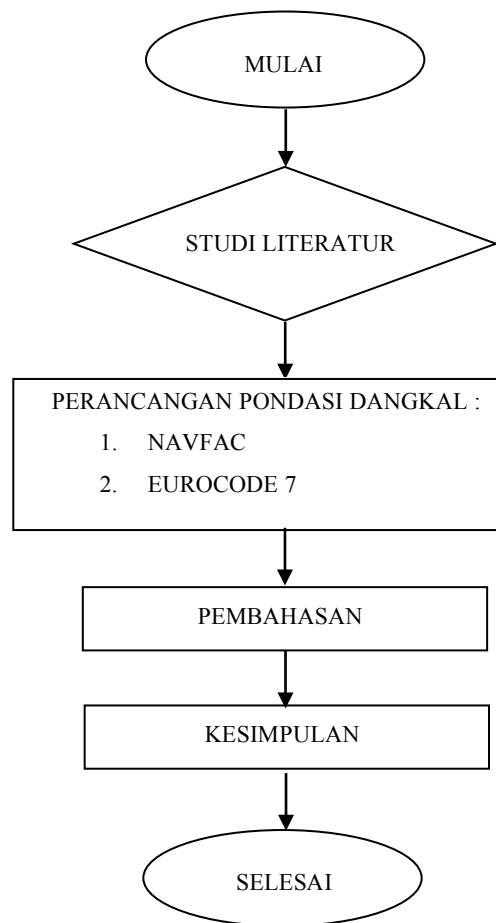 MULAI
STUDI LITERATUR
PERANCANGAN PONDASI DANGKAL :
1. NAVFAC
2. EUROCODE 7
PEMBAHASAN
KESIMPULAN
SELESAI